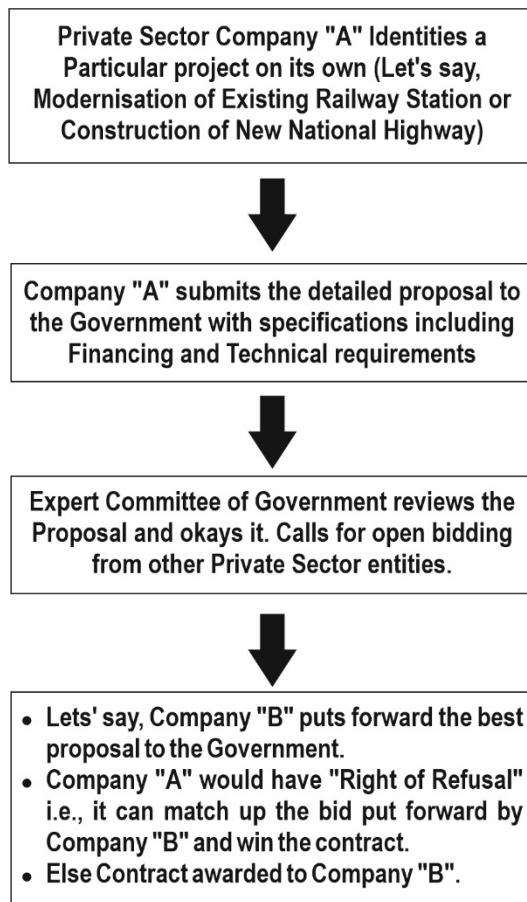 Private Sector Company "A" Identities a
Particular project on its own (Let's say,
Modernisation of Existing Railway Station or
Construction of New National Highway)
Company "A" submits the detailed proposal to
the Government with specifications including
Financing and Technical requirements
Expert Committee of Government reviews the
Proposal and okays it. Calls for open bidding
from other Private Sector entities.
• Lets' say, Company "B" puts forward the best
proposal to the Government.
• Company "A" would have "Right of Refusal"
i.e., it can match up the bid put forward by
Company "B" and win the contract.
• Else Contract awarded to Company "B".